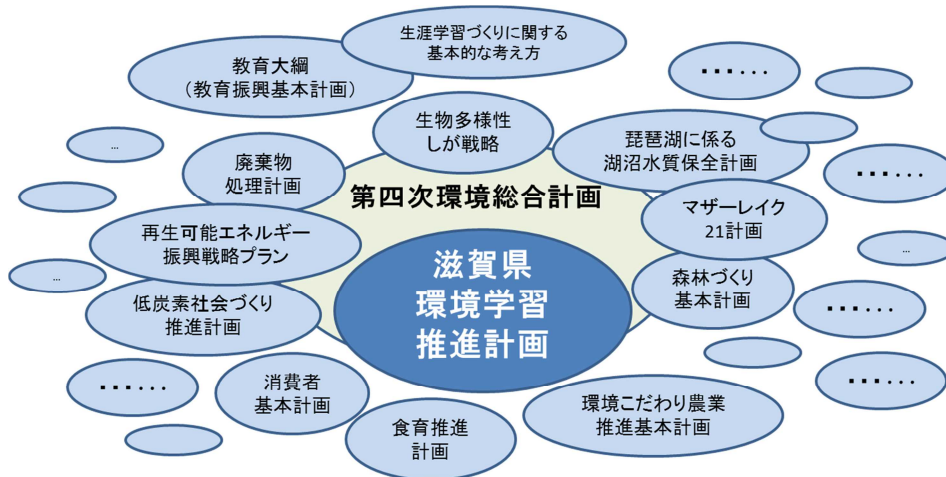 生涯学習づくりに関する
基本的な考え方
教育大綱
（教育振興基本計画）
■■■・・・
生物多様性
しが戦略
琵琶湖に係る
湖沼水質保全計画
...
廃棄物
処理計画
■■■・・・
第四次環境総合計画
マザーレイク
21計画
再生可能エネルギー
振興戦略プラン
...
滋賀県
環境学習
推進計画
...
森林づくり
基本計画
低炭素社会づくり
推進計画
■■■・・・
■■■・・・
消費者
基本計画
■■■・・・
環境こだわり農業
推進基本計画
食育推進
計画